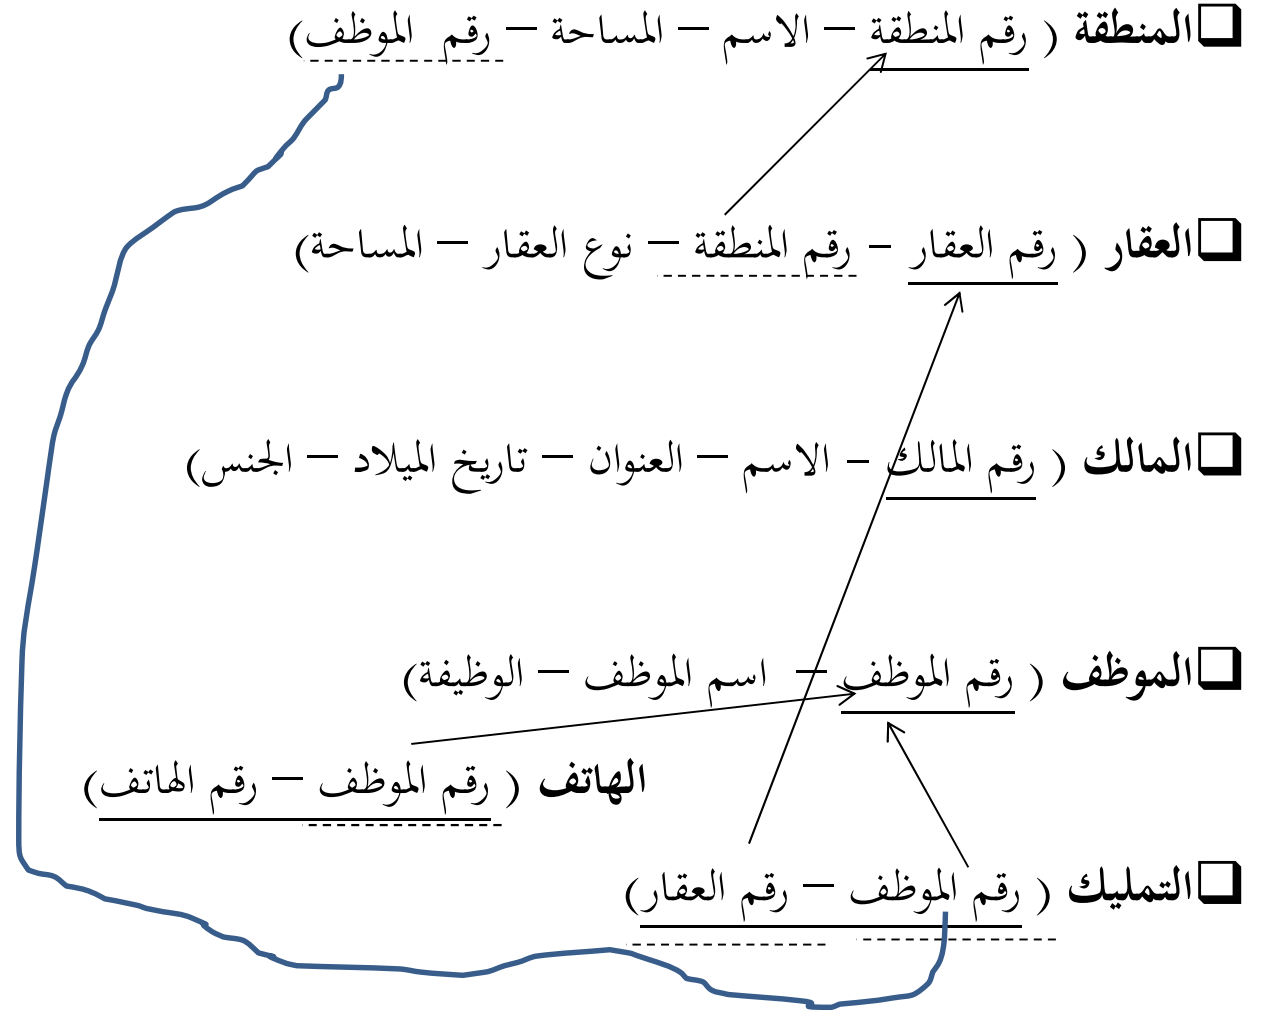 المنطقة ( رقم المنطقة – الاسم – المساحة – رقم الموظف)
العقار ( رقم العقار – رقم المنطقة – نوع العقار – المساحة)
المالك ( رقم المالك – الاسم – العنوان – تاريخ الميلاد – الجنس)
الموظف ( رقم الموظف – اسم الموظف – الوظيفة)
الهاتف ( رقم الموظف – رقم الهاتف)
التمليك ( رقم الموظف – رقم العقار)